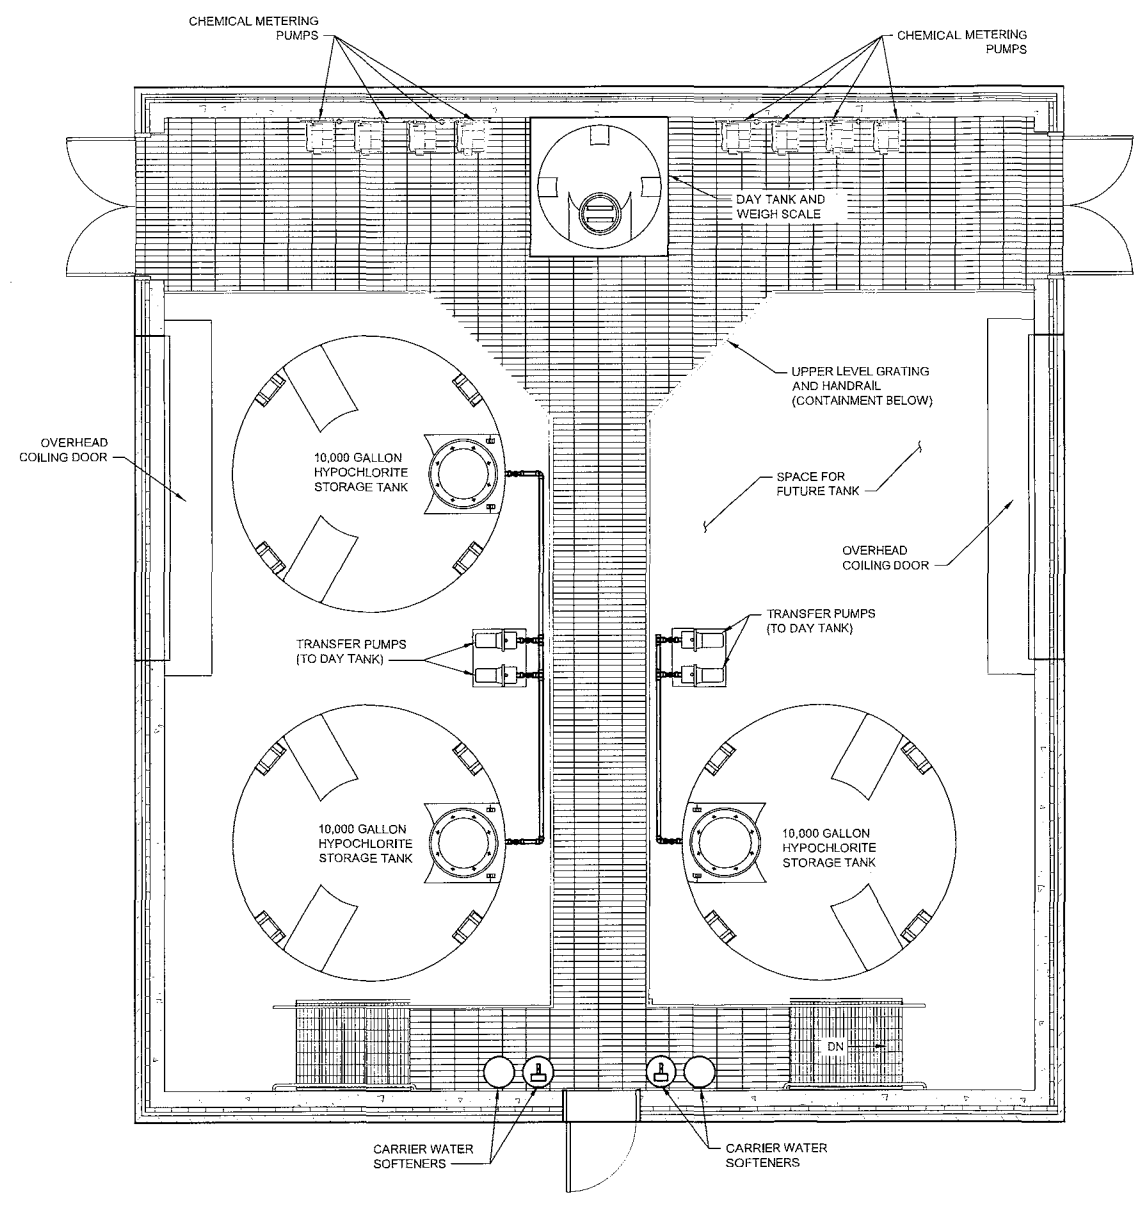 CHEMICAL METERING
PUMPS
CHEMICAL METERING
PUMPS
DAY TANK AND
WEIGH SCALE
UPPER LEVEL GRATING
AND HANDRAIL
(CONTAINMENT BELOW)
OVERHEAD
COILING DOOR
10,000 GALLON
HYPOCHLORITE
STORAGE TANK
SPACE FOR
FUTURE TANK
OVERHEAD
COILING DOOR
TRANSFER PUMPS
(TO DAY TANK)
TRANSFER PUMPS
(TO DAY TANK)
10,000 GALLON
HYPOCHLORITE
STORAGE TANK
10,000 GALLON
HYPOCHLORITE
STORAGE TANK
DN
CARRIER WATER
SOFTENERS
CARRIER WATER
SOFTENERS